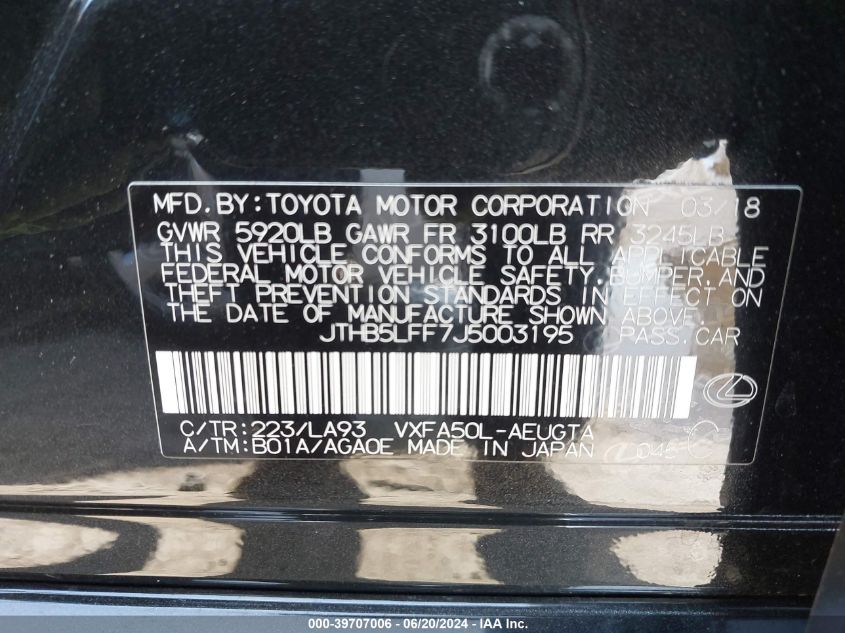 MFD.BY:TOYOTA MOTOR CORPORATION 03/18
GVWR 5920LB GAWR FR 3100LB RR 3245LB
THIS VEHICLE CONFORMS TO ALL APPLICABLE
FEDERAL MOTOR VEHICLE SAFETY,BUMPER,AND
THEFT PREVENTION STANDARDS IN EFFECT ON
THE DATE OF MANUFACTURE SHOWN ABOVE.
JTHB5LFF7J5003195 PASS.CAR
C/TR:223/LA93 VXFA50L-AEUGTA
A/TM:B01A/AGA0E MADE IN JAPAN 046 C
000-39707006 - 06/20/2024 - IAA Inc.